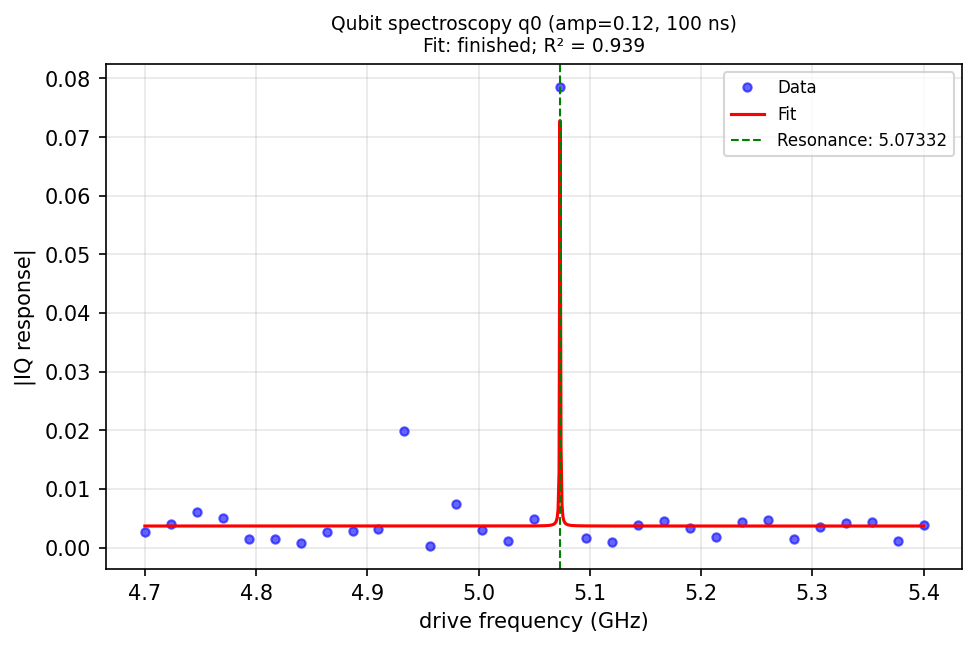 Qubit spectroscopy q0 (amp=0.12, 100 ns)
Fit: finished; R² = 0.939
0.08
0.07
0.06
0.05
0.04
0.03
0.02
0.01
0.00
|IQ response|
Data
Fit
Resonance: 5.07332
4.7 4.8 4.9 5.0 5.1 5.2 5.3 5.4
drive frequency (GHz)